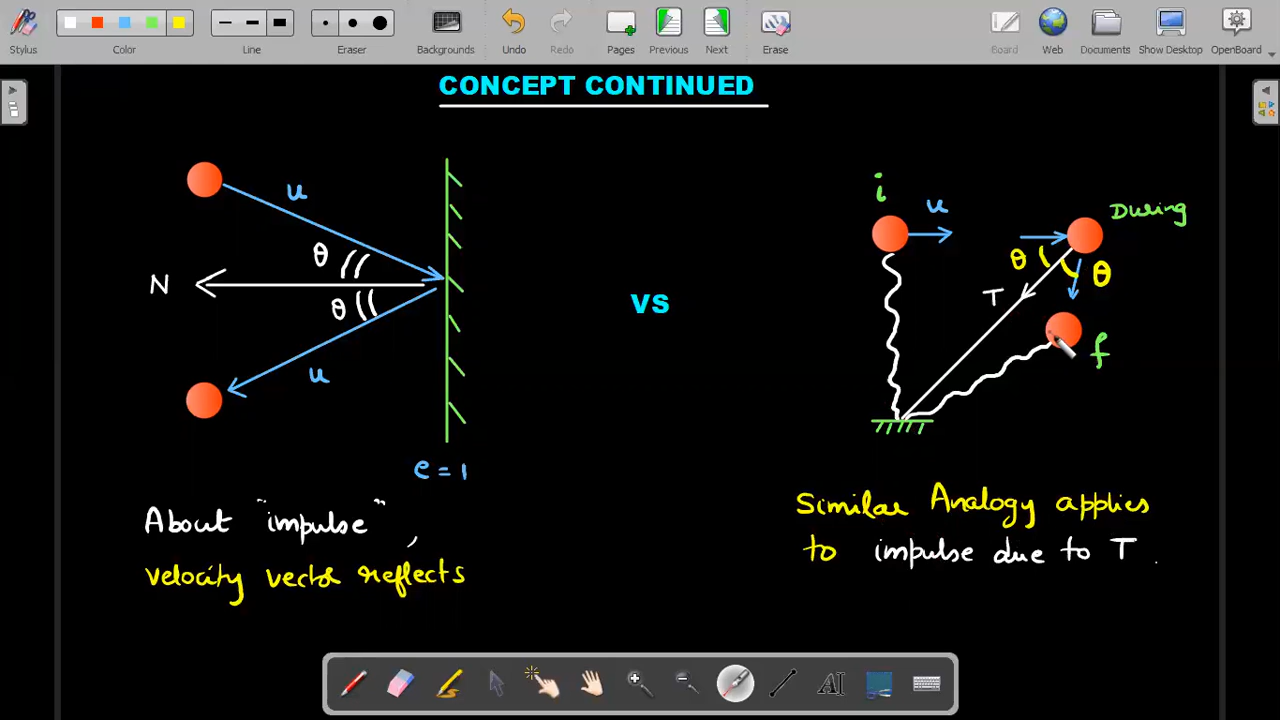 Stylus
Color
Line
Eraser
Backgrounds
Undo
Redo
Pages
Previous
Next
Erase
Board
Web
Documents
Show Desktop
OpenBoard
CONCEPT CONTINUED
u
θ
N
θ
u
e = 1
About "impulse",
velocity vector reflects
VS
i
u
During
θ
θ
T
f
Similar Analogy applies
to impulse due to T.
AI